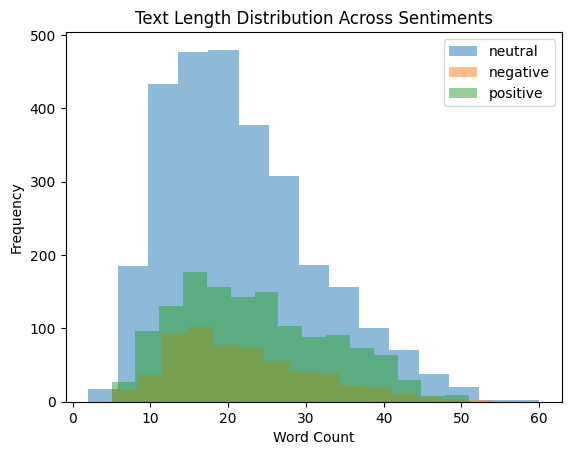 Text Length Distribution Across Sentiments
500
400
300
200
100
0
Frequency
neutral
negative
positive
0 10 20 30 40 50 60
Word Count